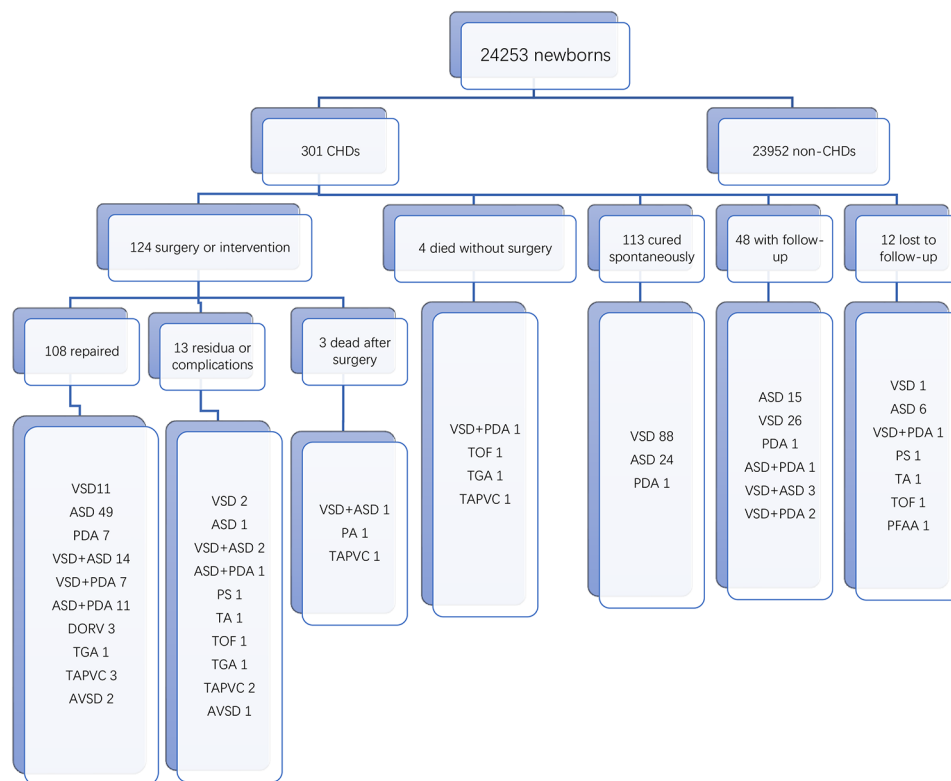 24253 newborns
301 CHDs
23952 non-CHDs
124 surgery or intervention
4 died without surgery
113 cured
spontaneously
48 with follow-
up
12 lost to
follow-up
108 repaired
13 residua or
complications
3 dead after
surgery
VSD11
ASD 49
PDA 7
VSD+ASD 14
VSD+PDA 7
ASD+PDA 11
DORV 3
TGA 1
TAPVC 3
AVSD 2
VSD 2
ASD 1
VSD+ASD 2
ASD+PDA 1
PS 1
TA 1
TOF 1
TGA 1
TAPVC 2
AVSD 1
VSD+ASD 1
PA 1
TAPVC 1
VSD+PDA 1
TOF 1
TGA 1
TAPVC 1
VSD 88
ASD 24
PDA 1
ASD 15
VSD 26
PDA 1
ASD+PDA 1
VSD+ASD 3
VSD+PDA 2
VSD 1
ASD 6
VSD+PDA 1
PS 1
TA 1
TOF 1
PFAA 1